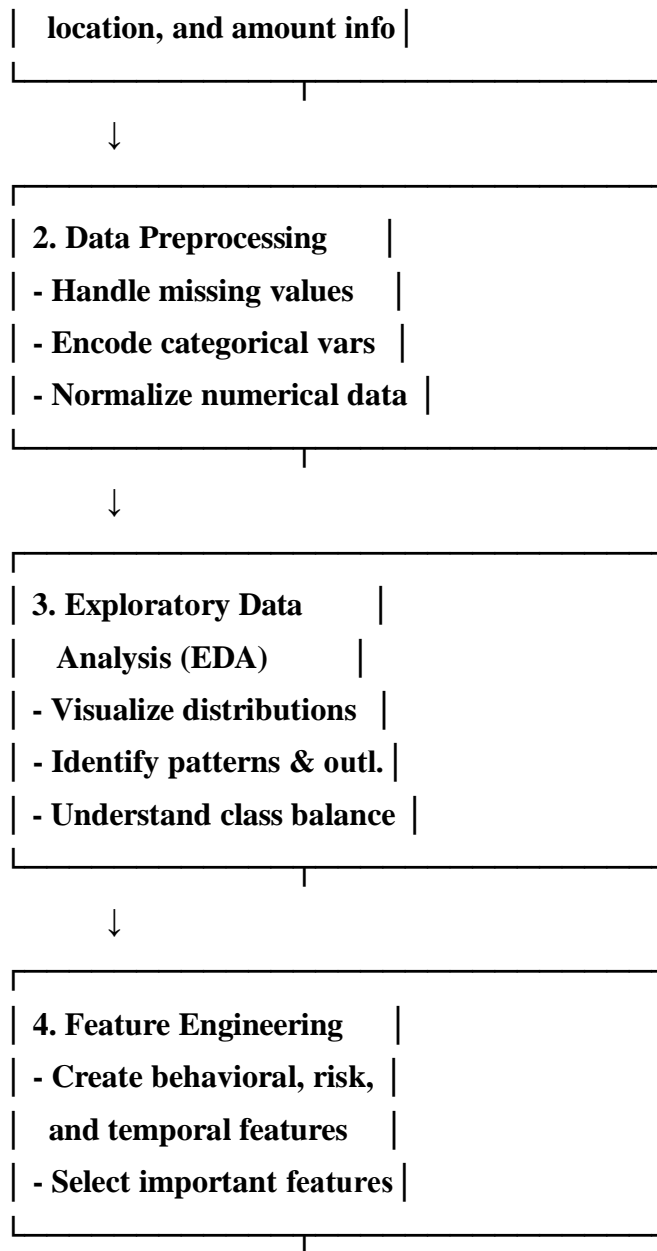 location, and amount info
↓
2. Data Preprocessing
- Handle missing values
- Encode categorical vars
- Normalize numerical data
↓
3. Exploratory Data
Analysis (EDA)
- Visualize distributions
- Identify patterns & outl.
- Understand class balance
↓
4. Feature Engineering
- Create behavioral, risk,
and temporal features
- Select important features